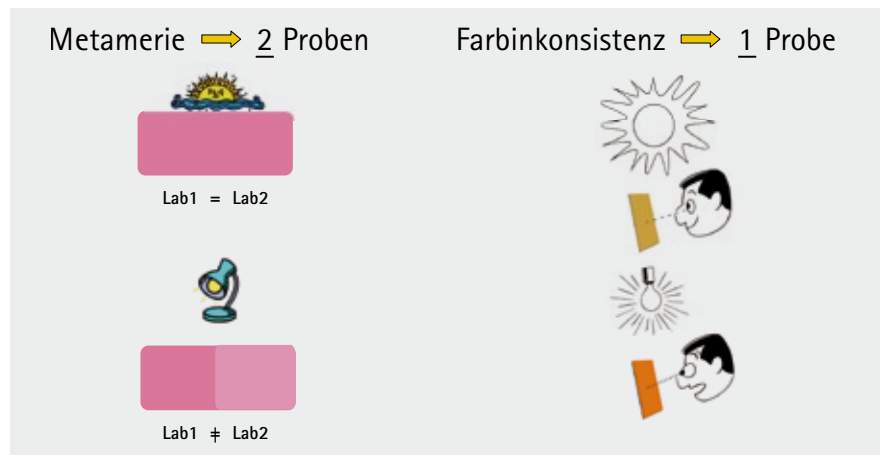 Metamerie ⟹ 2 Proben
Lab1 = Lab2
Lab1 ǂ Lab2
Farbinkonsistenz ⟹ 1 Probe